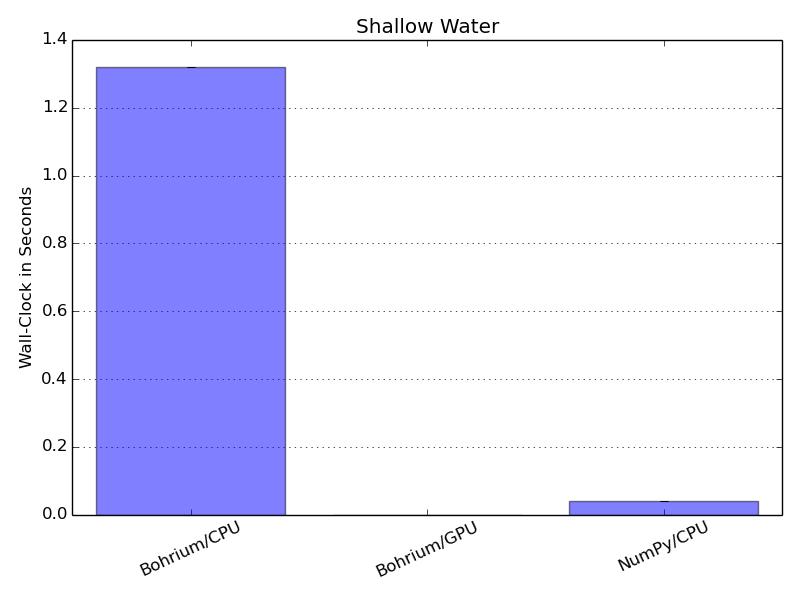 Shallow Water
Wall-Clock in Seconds
1.4
1.2
1.0
0.8
0.6
0.4
0.2
0.0
Bohrium/CPU
Bohrium/GPU
NumPy/CPU